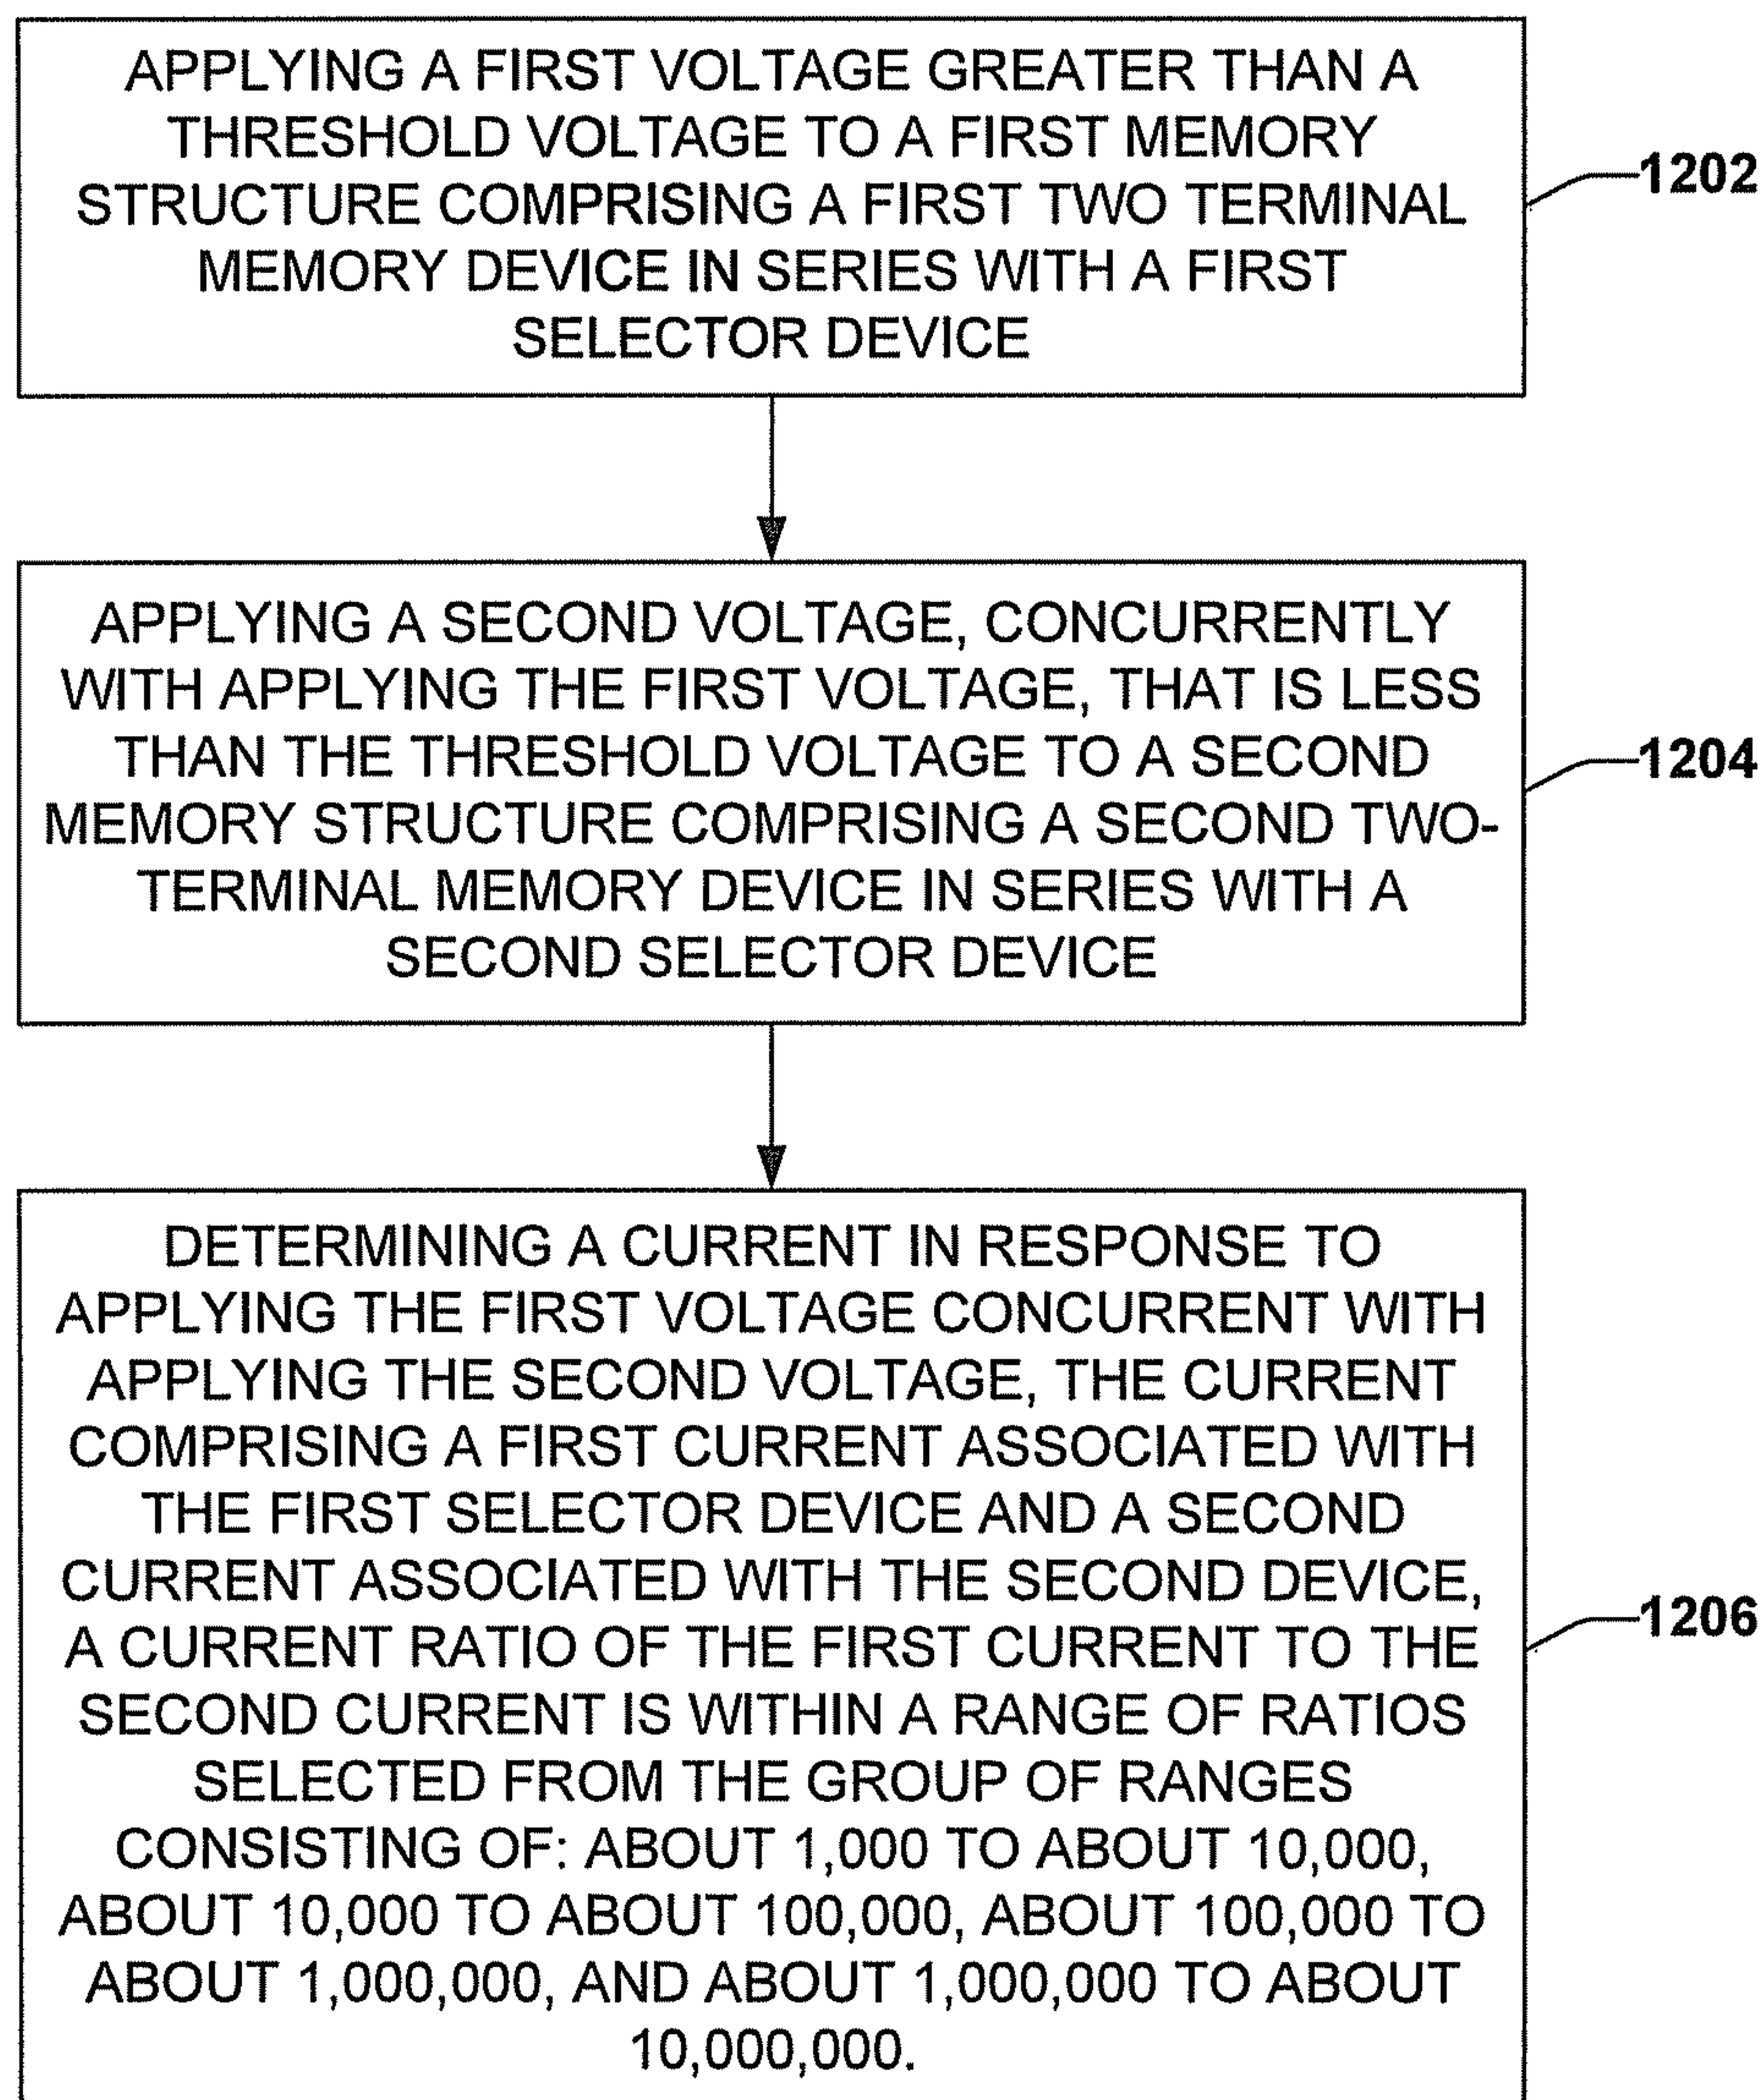 APPLYING A FIRST VOLTAGE GREATER THAN A
THRESHOLD VOLTAGE TO A FIRST MEMORY
STRUCTURE COMPRISING A FIRST TWO TERMINAL
MEMORY DEVICE IN SERIES WITH A FIRST
SELECTOR DEVICE
1202
APPLYING A SECOND VOLTAGE, CONCURRENTLY
WITH APPLYING THE FIRST VOLTAGE, THAT IS LESS
THAN THE THRESHOLD VOLTAGE TO A SECOND
MEMORY STRUCTURE COMPRISING A SECOND TWO-
TERMINAL MEMORY DEVICE IN SERIES WITH A
SECOND SELECTOR DEVICE
1204
DETERMINING A CURRENT IN RESPONSE TO
APPLYING THE FIRST VOLTAGE CONCURRENT WITH
APPLYING THE SECOND VOLTAGE, THE CURRENT
COMPRISING A FIRST CURRENT ASSOCIATED WITH
THE FIRST SELECTOR DEVICE AND A SECOND
CURRENT ASSOCIATED WITH THE SECOND DEVICE,
A CURRENT RATIO OF THE FIRST CURRENT TO THE
SECOND CURRENT IS WITHIN A RANGE OF RATIOS
SELECTED FROM THE GROUP OF RANGES
CONSISTING OF: ABOUT 1,000 TO ABOUT 10,000,
ABOUT 10,000 TO ABOUT 100,000, ABOUT 100,000 TO
ABOUT 1,000,000, AND ABOUT 1,000,000 TO ABOUT
10,000,000.
1206